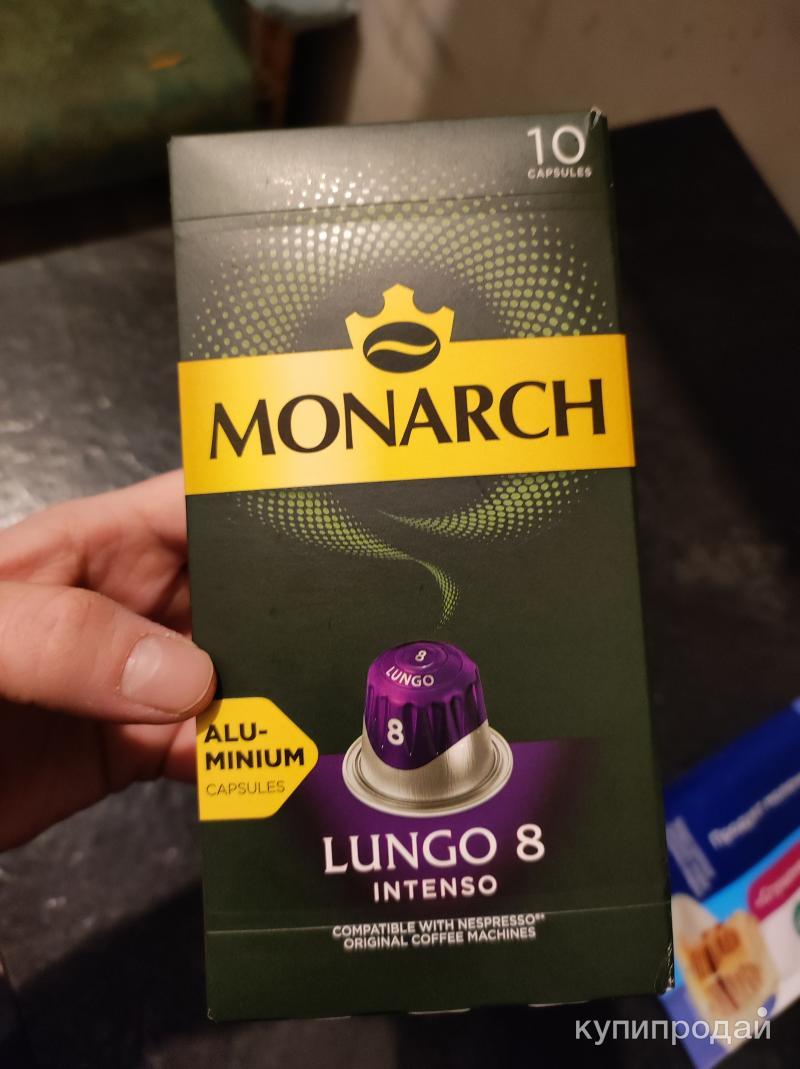 10
CAPSULES
MONARCH
8
LUNGO
8
ALU-
MINIUM
CAPSULES
LUNGO 8
INTENSO
COMPATIBLE WITH NESPRESSO®*
ORIGINAL COFFEE MACHINES
купипродай